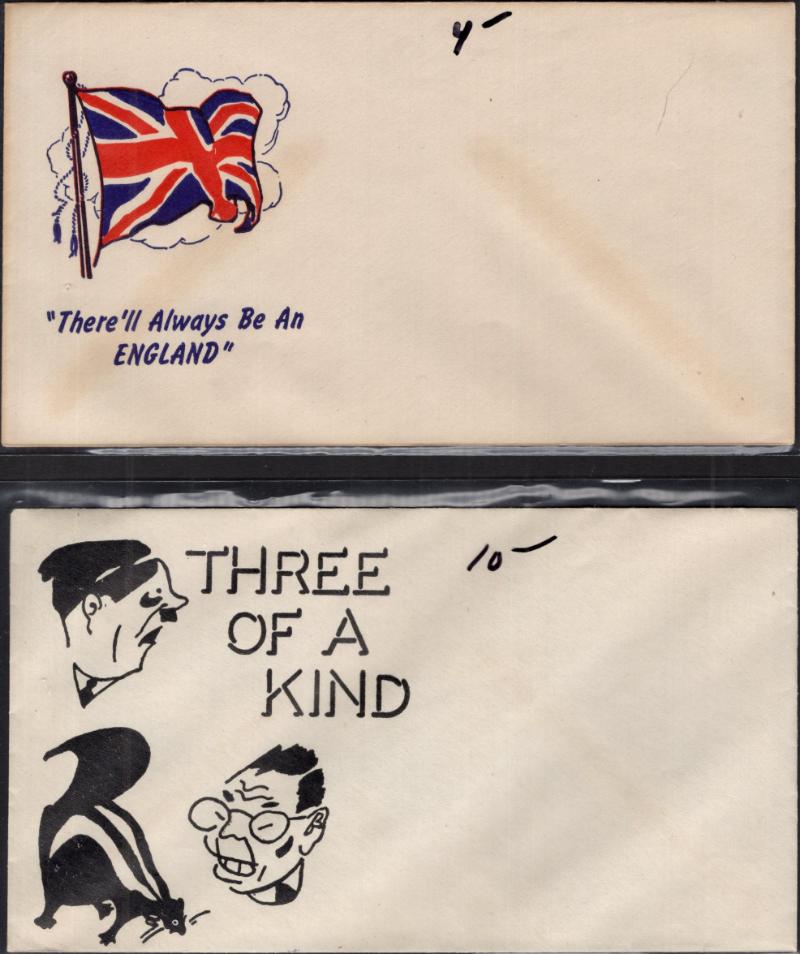 4-
"There'll Always Be An
ENGLAND"
10-
THREE
OF A
KIND